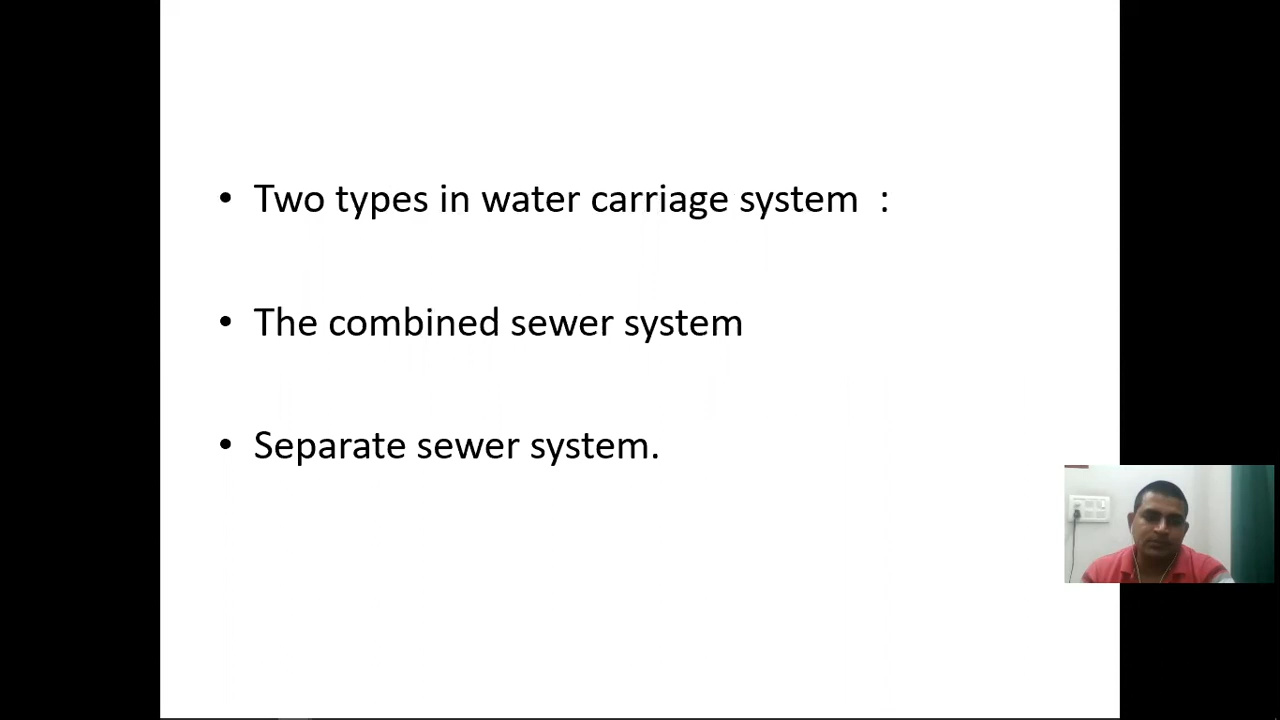 • Two types in water carriage system  :
• The combined sewer system
• Separate sewer system.